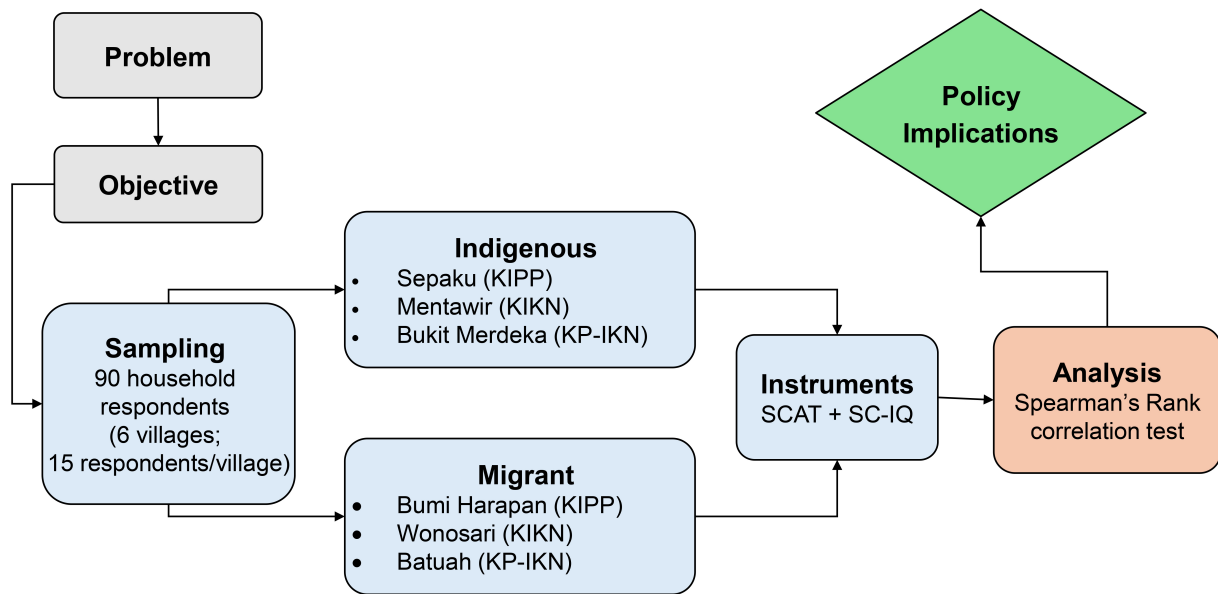 Problem
Objective
Sampling
90 household
respondents
(6 villages;
15 respondents/village)
Indigenous
• Sepaku (KIPP)
• Mentawir (KIKN)
• Bukit Merdeka (KP-IKN)
Migrant
• Bumi Harapan (KIPP)
• Wonosari (KIKN)
• Batuah (KP-IKN)
Instruments
SCAT + SC-IQ
Analysis
Spearman's Rank
correlation test
Policy
Implications